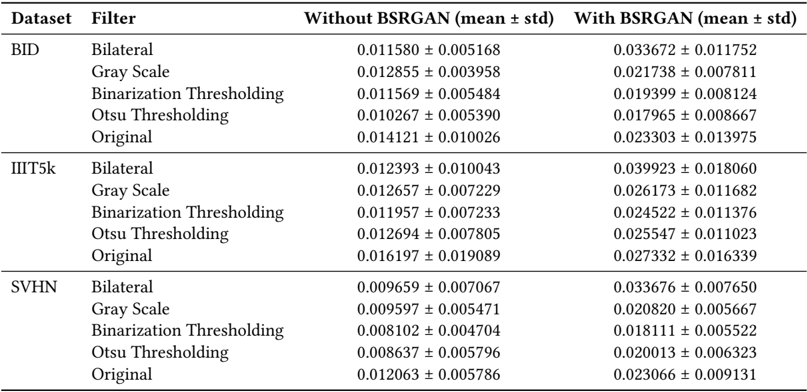 Dataset Filter Without BSRGAN (mean ± std) With BSRGAN (mean ± std)
BID Bilateral 0.011580 ± 0.005168 0.033672 ± 0.011752
Gray Scale 0.012855 ± 0.003958 0.021738 ± 0.007811
Binarization Thresholding 0.011569 ± 0.005484 0.019399 ± 0.008124
Otsu Thresholding 0.010267 ± 0.005390 0.017965 ± 0.008667
Original 0.014121 ± 0.010026 0.023303 ± 0.013975
IIIT5k Bilateral 0.012393 ± 0.010043 0.039923 ± 0.018060
Gray Scale 0.012657 ± 0.007229 0.026173 ± 0.011682
Binarization Thresholding 0.011957 ± 0.007233 0.024522 ± 0.011376
Otsu Thresholding 0.012694 ± 0.007805 0.025547 ± 0.011023
Original 0.016197 ± 0.019089 0.027332 ± 0.016339
SVHN Bilateral 0.009659 ± 0.007067 0.033676 ± 0.007650
Gray Scale 0.009597 ± 0.005471 0.020820 ± 0.005667
Binarization Thresholding 0.008102 ± 0.004704 0.018111 ± 0.005522
Otsu Thresholding 0.008637 ± 0.005796 0.020013 ± 0.006323
Original 0.012063 ± 0.005786 0.023066 ± 0.009131